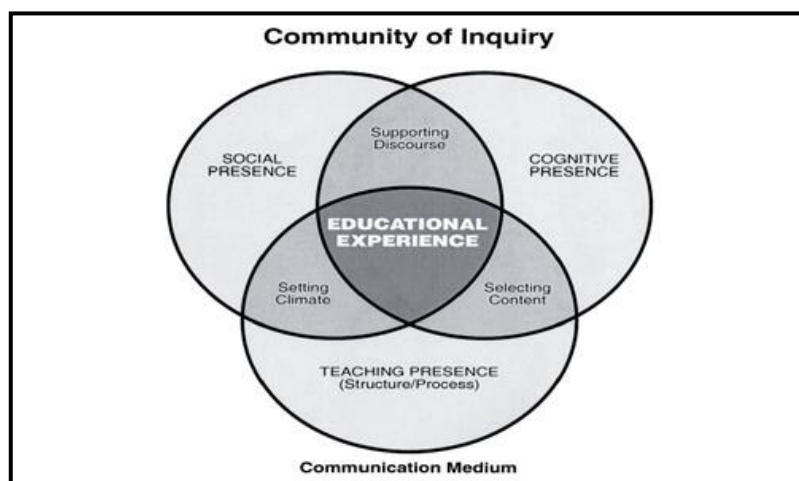 Community of Inquiry
Supporting
Discourse
SOCIAL
PRESENCE
COGNITIVE
PRESENCE
EDUCATIONAL
EXPERIENCE
Setting
Climate
Selecting
Content
TEACHING PRESENCE
(Structure/Process)
Communication Medium